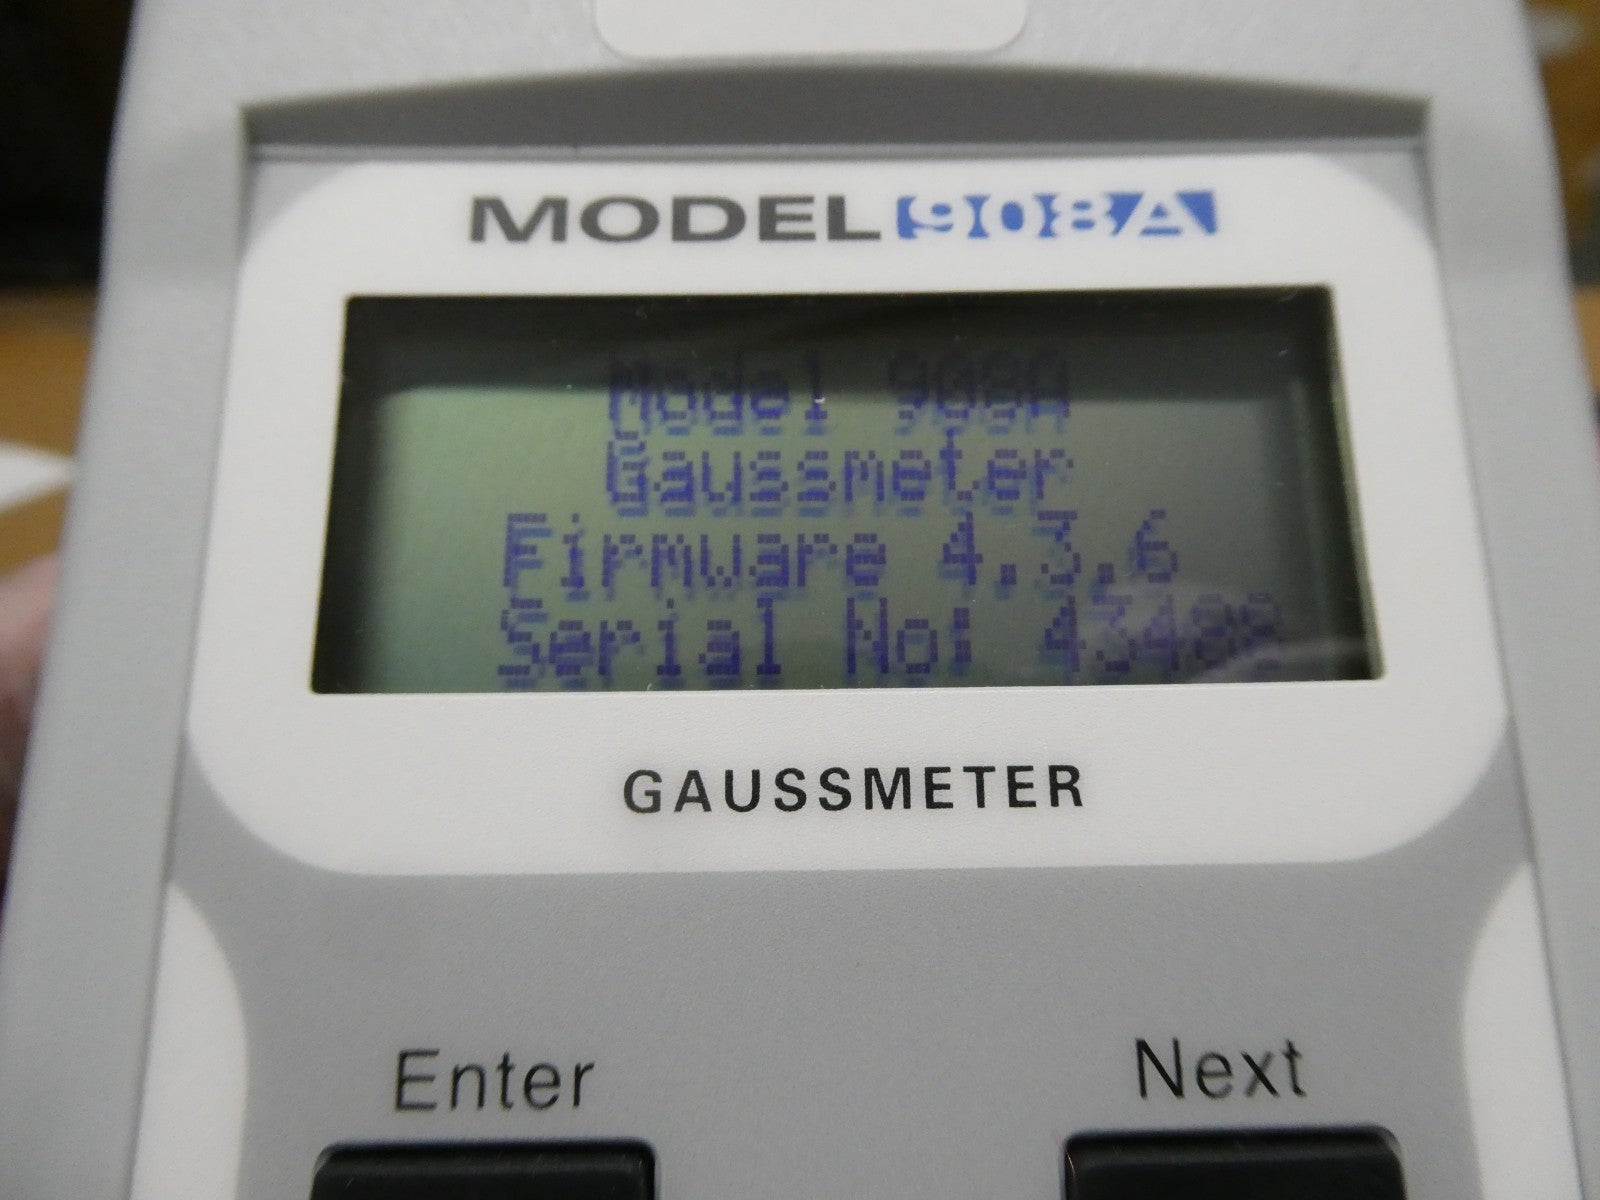 MODEL 908A
Model 908A
Gaussmeter
Firmware 4.3.6
Serial No:
GAUSSMETER
Enter
Next